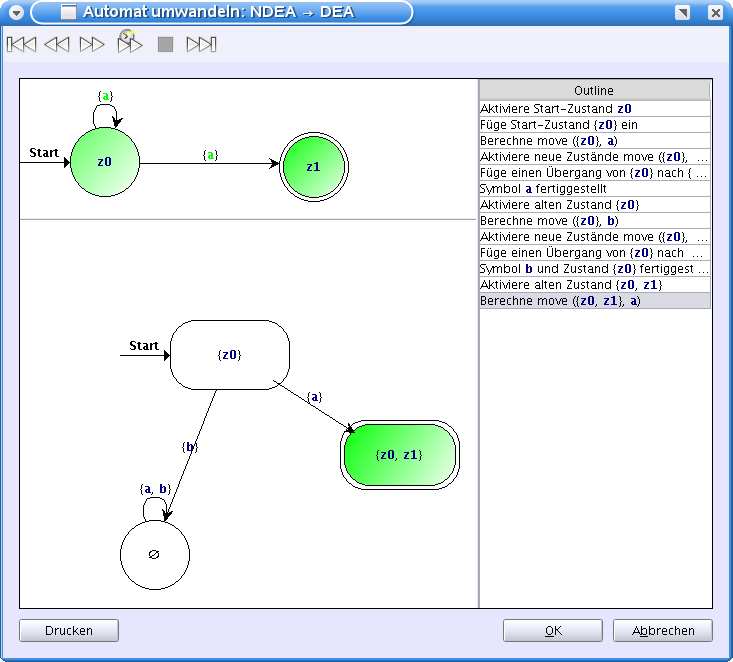 Automat umwandeln: NDEA → DEA
{a}
Start
z0
{a}
z1
Start
{z0}
{a}
{b}
{z0, z1}
{a, b}
∅
Outline
Aktiviere Start-Zustand z0
Füge Start-Zustand {z0} ein
Berechne move ({z0}, a)
Aktiviere neue Zustände move ({z0}, ...
Füge einen Übergang von {z0} nach { ...
Symbol a fertiggestellt
Aktiviere alten Zustand {z0}
Berechne move ({z0}, b)
Aktiviere neue Zustände move ({z0}, ...
Füge einen Übergang von {z0} nach ...
Symbol b und Zustand {z0} fertiggest ...
Aktiviere alten Zustand {z0, z1}
Berechne move ({z0, z1}, a)
Drucken
OK
Abbrechen